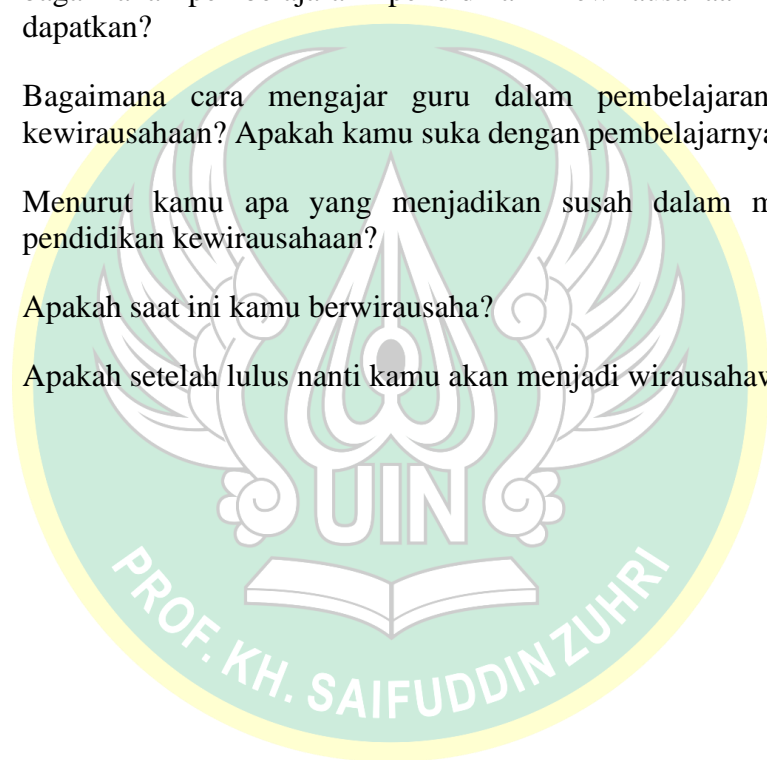 dapatkan?
Bagaimana cara mengajar guru dalam pembelajaran
kewirausahaan? Apakah kamu suka dengan pembelajarnya
Menurut kamu apa yang menjadikan susah dalam m
pendidikan kewirausahaan?
Apakah saat ini kamu berwirausaha?
Apakah setelah lulus nanti kamu akan menjadi wirausahaw
UIN
PROF. KH. SAIFUDDIN ZUHRI